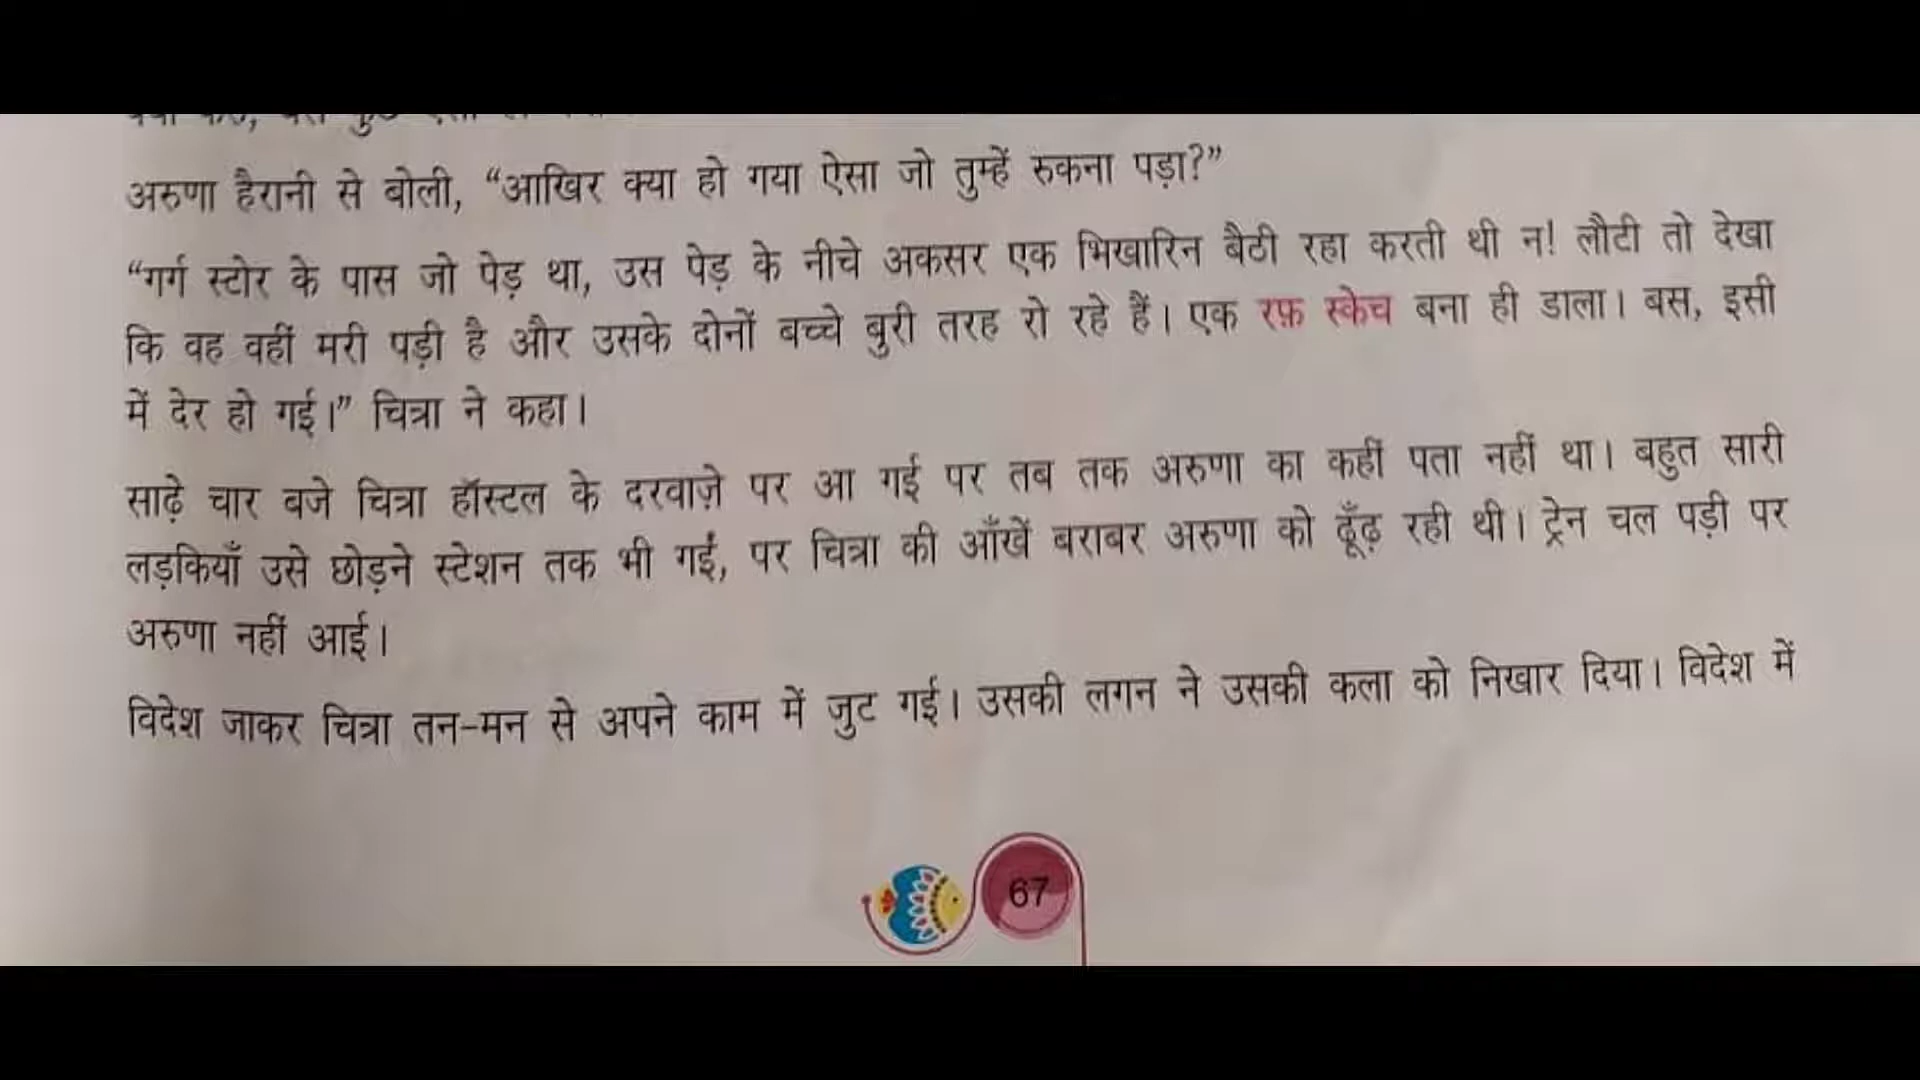 अरुणा हैरानी से बोली, “आखिर क्या हो गया ऐसा जो तुम्हें रुकना पड़ा?”
“गर्ग स्टोर के पास जो पेड़ था, उस पेड़ के नीचे अकसर एक भिखारिन बैठी रहा करती थी न! लौटी तो देखा
कि वह वहीं मरी पड़ी है और उसके दोनों बच्चे बुरी तरह रो रहे हैं। एक रफ़ स्केच बना ही डाला। बस, इसी
में देर हो गई।” चित्रा ने कहा।
साढ़े चार बजे चित्रा हॉस्टल के दरवाज़े पर आ गई पर तब तक अरुणा का कहीं पता नहीं था। बहुत सारी
लड़कियाँ उसे छोड़ने स्टेशन तक भी गईं, पर चित्रा की आँखें बराबर अरुणा को ढूँढ़ रही थी। ट्रेन चल पड़ी पर
अरुणा नहीं आई।
विदेश जाकर चित्रा तन-मन से अपने काम में जुट गई। उसकी लगन ने उसकी कला को निखार दिया। विदेश में
67